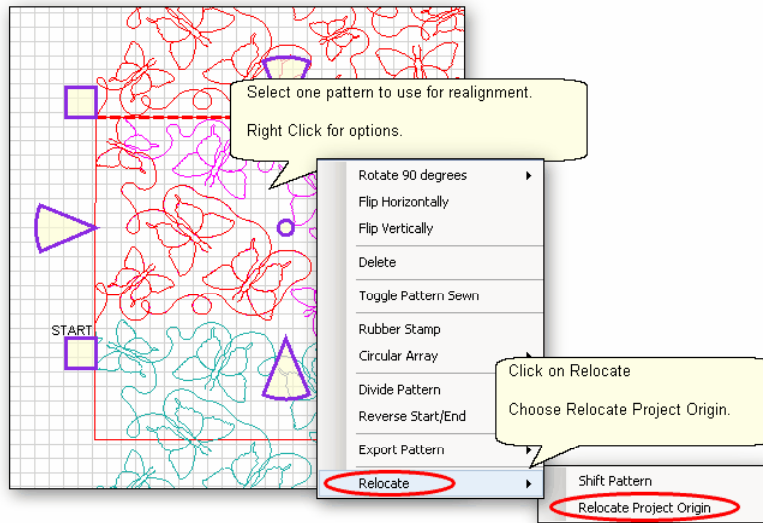 Select one pattern to use for realignment.
Right Click for options.
Rotate 90 degrees
Flip Horizontally
Flip Vertically
Delete
Toggle Pattern Sewn
START
Rubber Stamp
Circular Array
Click on Relocate
Divide Pattern
Choose Relocate Project Origin.
Reverse Start/End
Export Pattern
Relocate
Shift Pattern
Relocate Project Origin